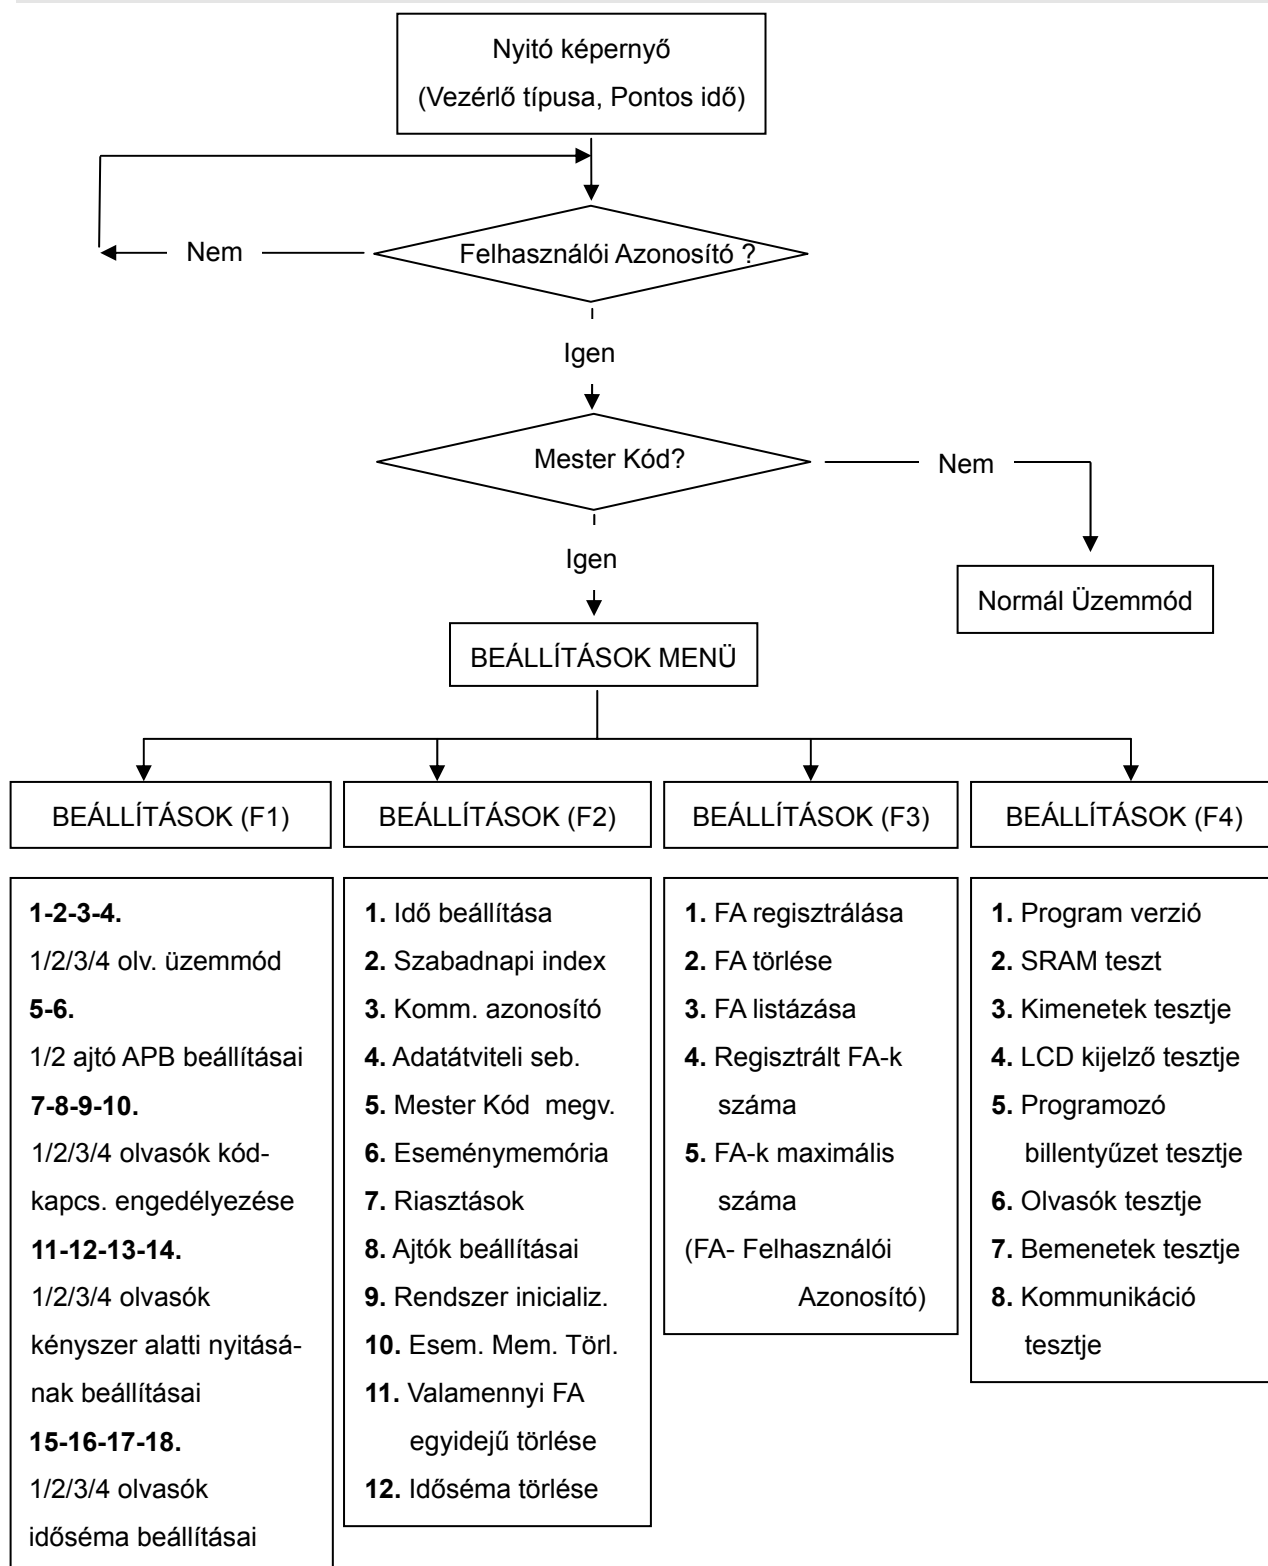 Nyitó képernyő
(Vezérlő típusa, Pontos idő)
Nem
Felhasználói Azonosító ?
Igen
Mester Kód?
Nem
Igen
Normál Üzemmód
BEÁLLÍTÁSOK MENÜ
BEÁLLÍTÁSOK (F1)
BEÁLLÍTÁSOK (F2)
BEÁLLÍTÁSOK (F3)
BEÁLLÍTÁSOK (F4)
1-2-3-4.
1/2/3/4 olv. üzemmód
5-6.
1/2 ajtó APB beállításai
7-8-9-10.
1/2/3/4 olvasók kód-
kapcs. engedélyezése
11-12-13-14.
1/2/3/4 olvasók
kényszer alatti nyitásá-
nak beállításai
15-16-17-18.
1/2/3/4 olvasók
időséma beállításai
1. Idő beállítása
2. Szabadnapi index
3. Komm. azonosító
4. Adatátviteli seb.
5. Mester Kód  megv.
6. Eseménymemória
7. Riasztások
8. Ajtók beállításai
9. Rendszer inicializ.
10. Esem. Mem. Törl.
11. Valamennyi FA
egyidejű törlése
12. Időséma törlése
1. FA regisztrálása
2. FA törlése
3. FA listázása
4. Regisztrált FA-k
száma
5. FA-k maximális
száma
(FA- Felhasználói
Azonosító)
1. Program verzió
2. SRAM teszt
3. Kimenetek tesztje
4. LCD kijelző tesztje
5. Programozó
billentyűzet tesztje
6. Olvasók tesztje
7. Bemenetek tesztje
8. Kommunikáció
tesztje